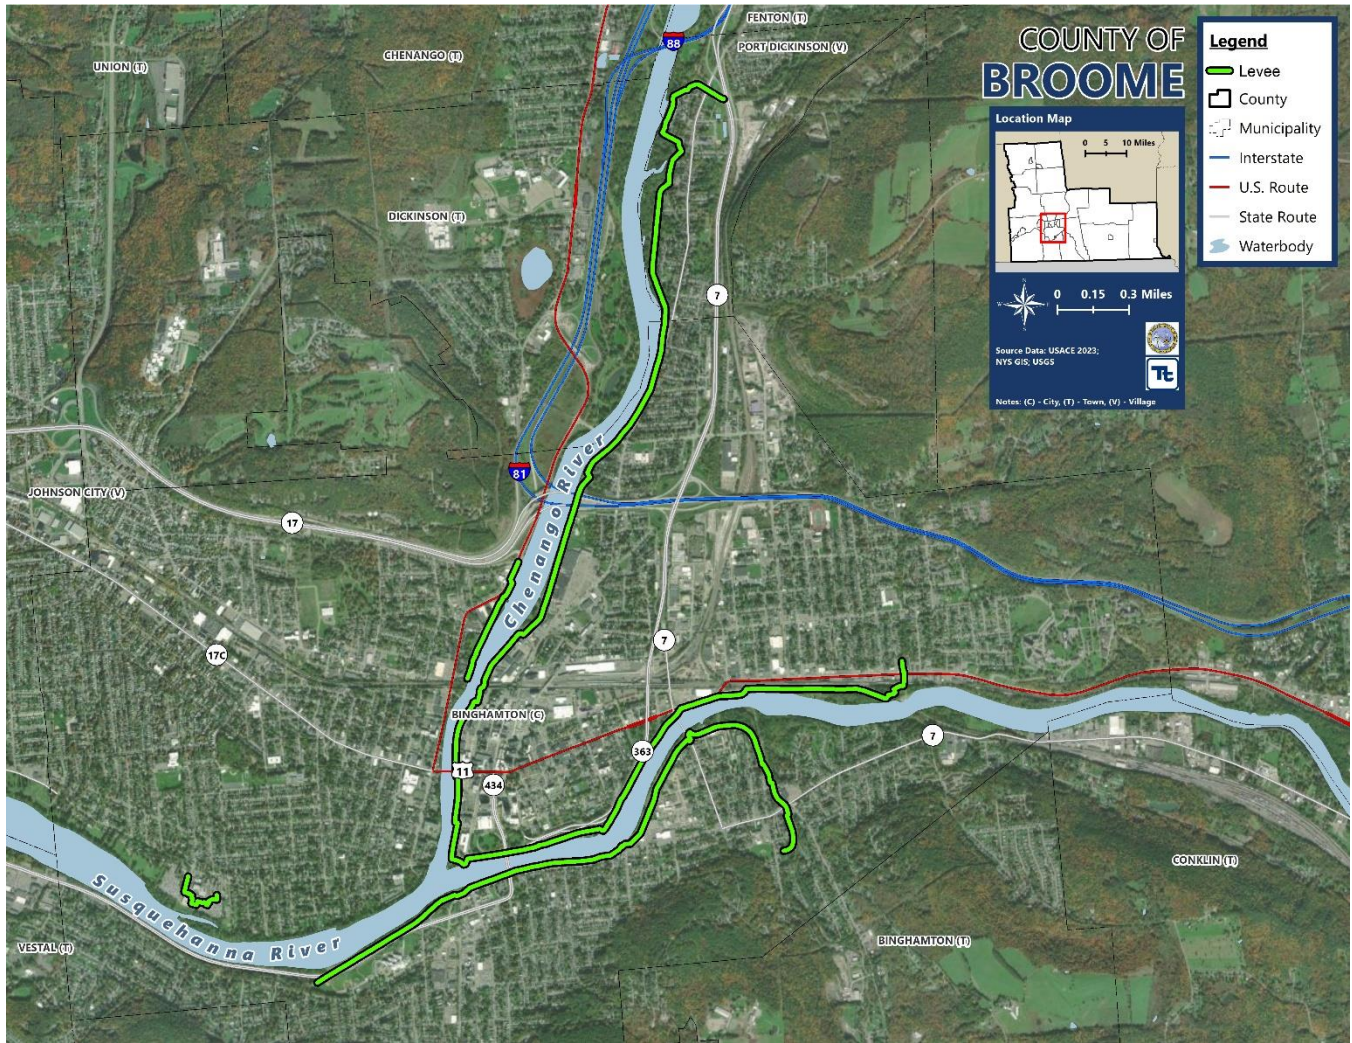 FENTON (T)
PORT DICKINSON (V)
CHENANGO (T)
UNION (T)
88
COUNTY OF
BROOME
Legend
Levee
County
Municipality
Interstate
U.S. Route
State Route
Waterbody
Location Map
0 5 10 Miles
0 0.15 0.3 Miles
Source Data: USACE 2023;
NYS GIS; USGS
Tt
Notes: (C) - City, (T) - Town, (V) - Village
DICKINSON (T)
7
Chenango River
81
JOHNSON CITY (V)
17
17C
7
BINGHAMTON (C)
7
363
11
434
CONKLIN (T)
Susquehanna River
VESTAL (T)
BINGHAMTON (T)